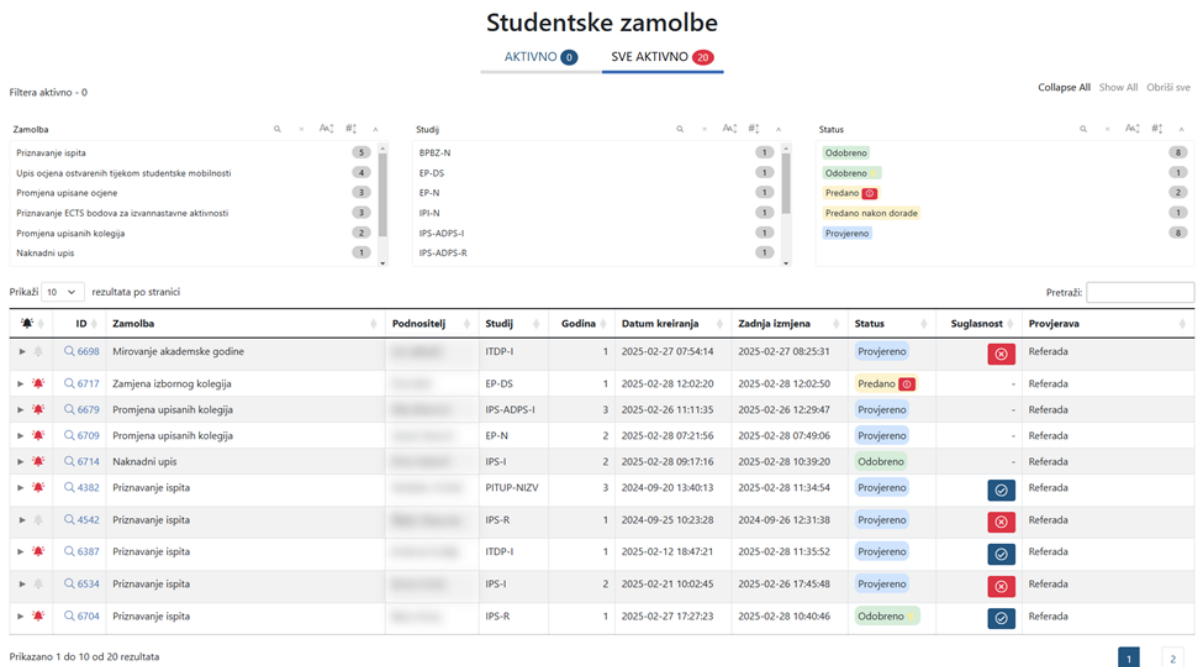 Studentske zamolbe
AKTIVNO 0 SVE AKTIVNO 20
Filtera aktivno - 0 Collapse All Show All Obriši sve
Zamolba Studij Status
Priznavanje ispita 5 BPBZ-N 1 Odobreno 8
Upis ocjena ostvarenih tijekom studentske mobilnosti 4 EP-DS 1 Odobreno 1
Promjena upisane ocjene 3 EP-N 1 Predano 2
Priznavanje ECTS bodova za izvannastavne aktivnosti 3 IPI-N 1 Predano nakon dorade 1
Promjena upisanih kolegija 2 IPS-ADPS-I 1 Provjereno 8
Naknadni upis 1 IPS-ADPS-R 1
Prikaži 10 rezultata po stranici Pretraži:
ID Zamolba Podnositelj Studij Godina Datum kreiranja Zadnja izmjena Status Suglasnost Provjerava
6698 Mirovanje akademske godine ITDP-I 1 2025-02-27 07:54:14 2025-02-27 08:25:31 Provjereno Referada
6717 Zamjena izbornog kolegija EP-DS 1 2025-02-28 12:02:20 2025-02-28 12:02:50 Predano - Referada
6679 Promjena upisanih kolegija IPS-ADPS-I 3 2025-02-26 11:11:35 2025-02-26 12:29:47 Provjereno - Referada
6709 Promjena upisanih kolegija EP-N 2 2025-02-28 07:21:56 2025-02-28 07:49:06 Provjereno - Referada
6714 Naknadni upis IPS-I 2 2025-02-28 09:17:16 2025-02-28 10:39:20 Odobreno - Referada
4382 Priznavanje ispita PITUP-NIZV 3 2024-09-20 13:40:13 2025-02-28 11:34:54 Provjereno Referada
4542 Priznavanje ispita IPS-R 1 2024-09-25 10:23:28 2024-09-26 12:31:38 Provjereno Referada
6387 Priznavanje ispita ITDP-I 1 2025-02-12 18:47:21 2025-02-28 11:35:52 Provjereno Referada
6534 Priznavanje ispita IPS-I 2 2025-02-21 10:02:45 2025-02-26 17:45:48 Provjereno Referada
6704 Priznavanje ispita IPS-R 1 2025-02-27 17:27:23 2025-02-28 10:40:46 Odobreno Referada
Prikazano 1 do 10 od 20 rezultata 1 2